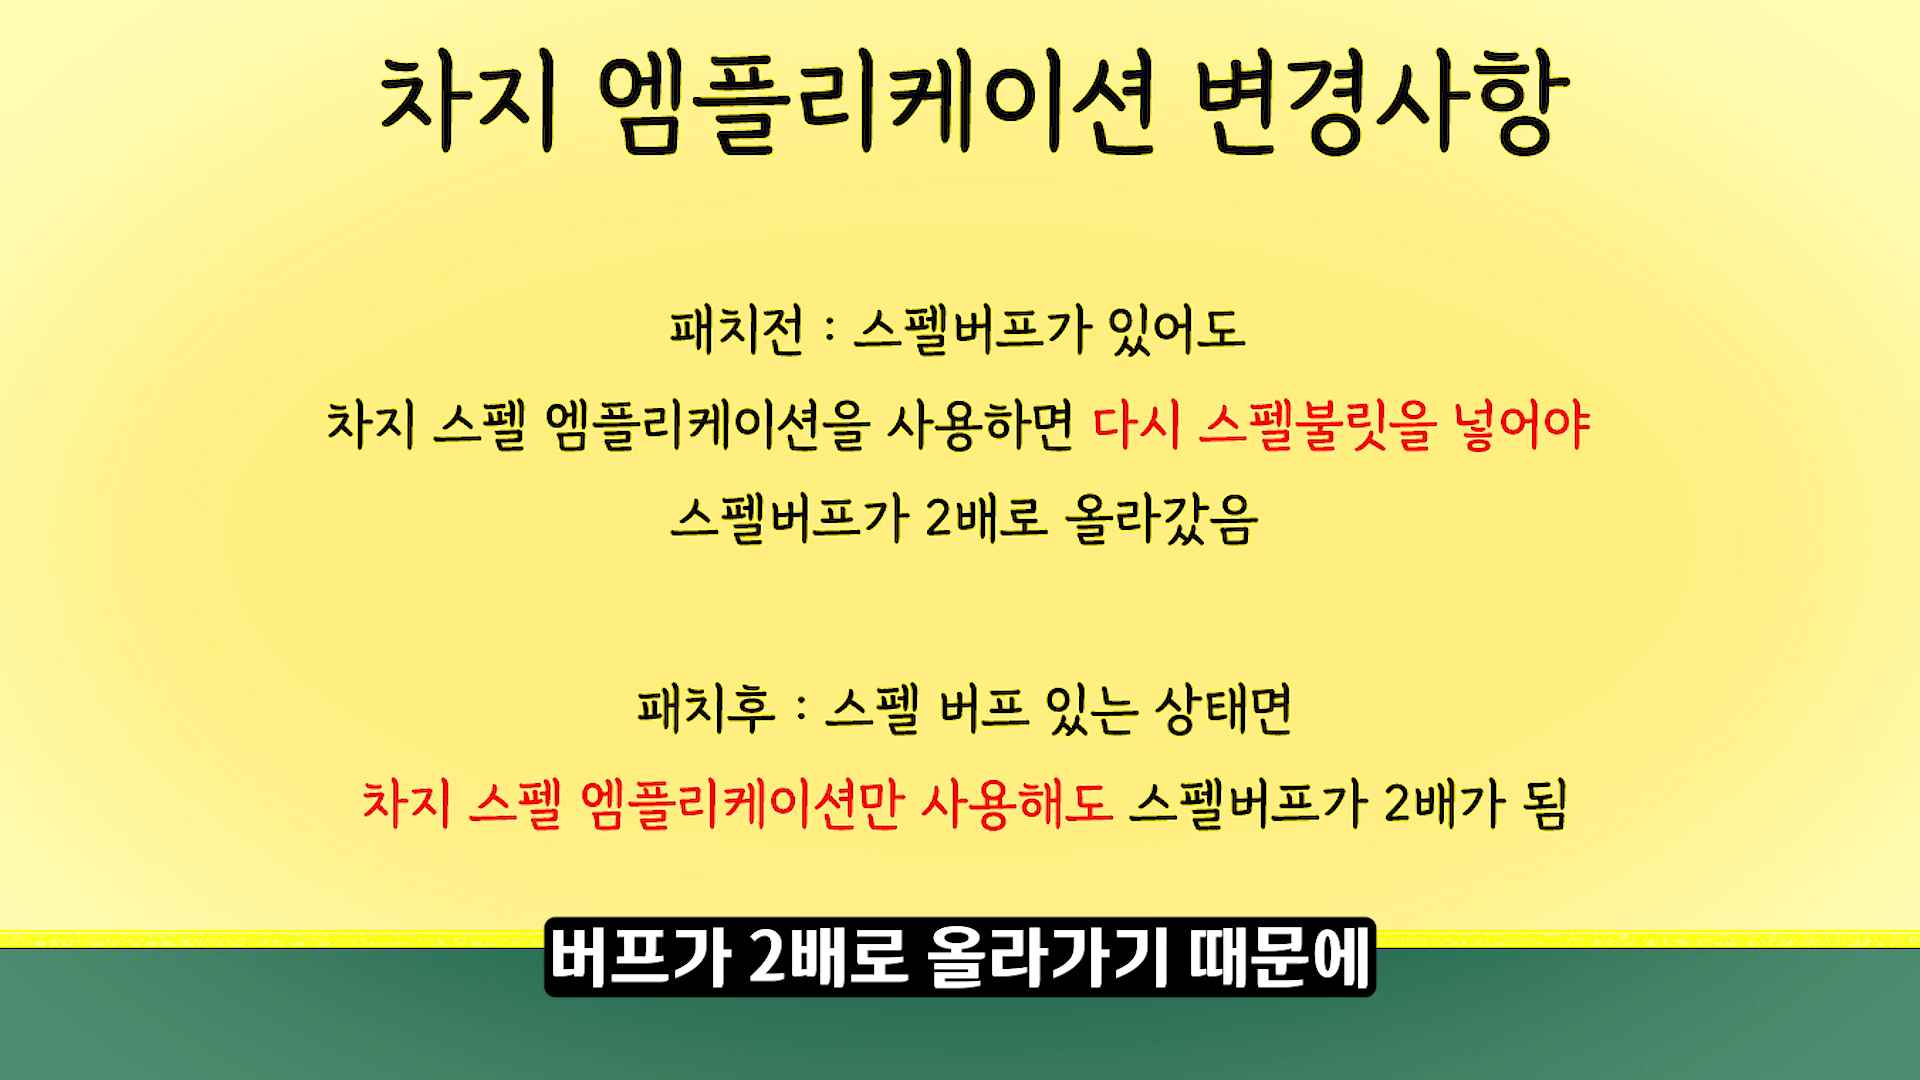 차지 엠플리케이션 변경사항
패치전 : 스펠버프가 있어도
차지 스펠 엠플리케이션을 사용하면 다시 스펠불릿을 넣어야
스펠버프가 2배로 올라갔음
패치후 : 스펠 버프 있는 상태면
차지 스펠 엠플리케이션만 사용해도 스펠버프가 2배가 됨
버프가 2배로 올라가기 때문에